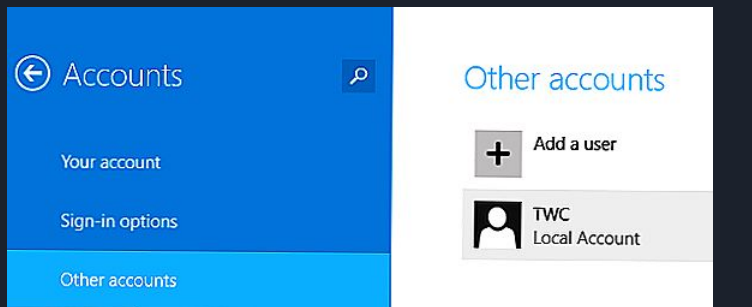 Accounts
Your account
Sign-in options
Other accounts
Other accounts
Add a user
TWC
Local Account